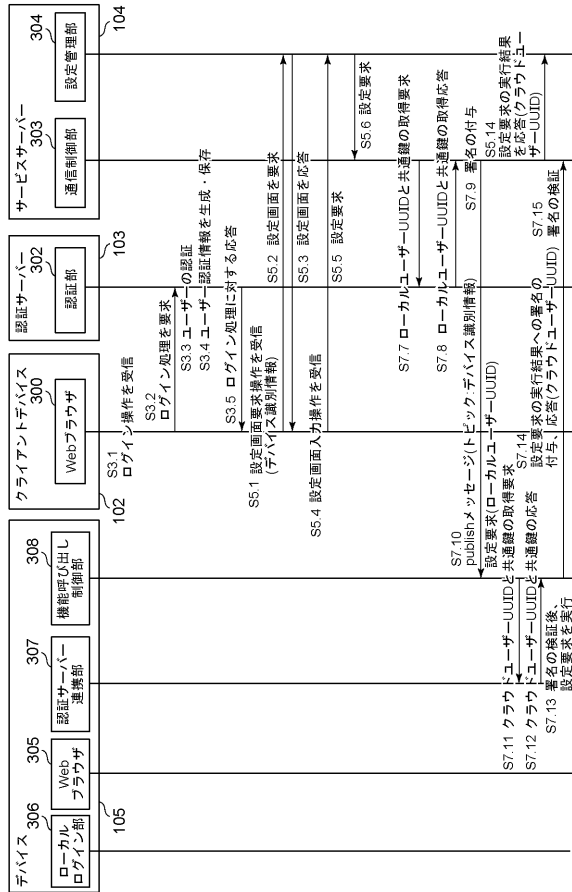 デバイス
306
ローカル
ログイン部
305
Web
ブラウザ
105
307
認証サーバー
連携部
308
機能呼び出し
制御部
クライアントデバイス
102
300
Webブラウザ
認証サーバー
302
認証部
103
サービスサーバー
303
通信制御部
304
設定管理部
104
S3.1
ログイン操作を受信
S3.2
ログイン処理を要求
S3.3 ユーザーの認証
S3.4 ユーザー認証情報を生成・保存
S3.5 ログイン処理に対する応答
S5.1 設定画面要求操作を受信
(デバイス識別情報)
S5.2 設定画面を要求
S5.3 設定画面を応答
S5.4 設定画面入力操作を受信
S5.5 設定要求
S5.6 設定要求
S7.7 ローカルユーザーUUIDと共通鍵の取得要求
S7.8 ローカルユーザーUUIDと共通鍵の取得応答
S7.9 署名の付与
S7.10
publishメッセージ(トピック:デバイス識別情報)
設定要求(ローカルユーザーUUID)
S7.11 クラウドユーザーUUIDと共通鍵の取得要求
S7.12 クラウドユーザーUUIDと共通鍵の応答
S7.13 署名の検証後、
設定要求を実行
S7.14
設定要求の実行結果への署名の
付与、応答(クラウドユーザーUUID)
S7.15
署名の検証
S5.14
設定要求の実行結果
を応答(クラウドユー
ザーUUID)